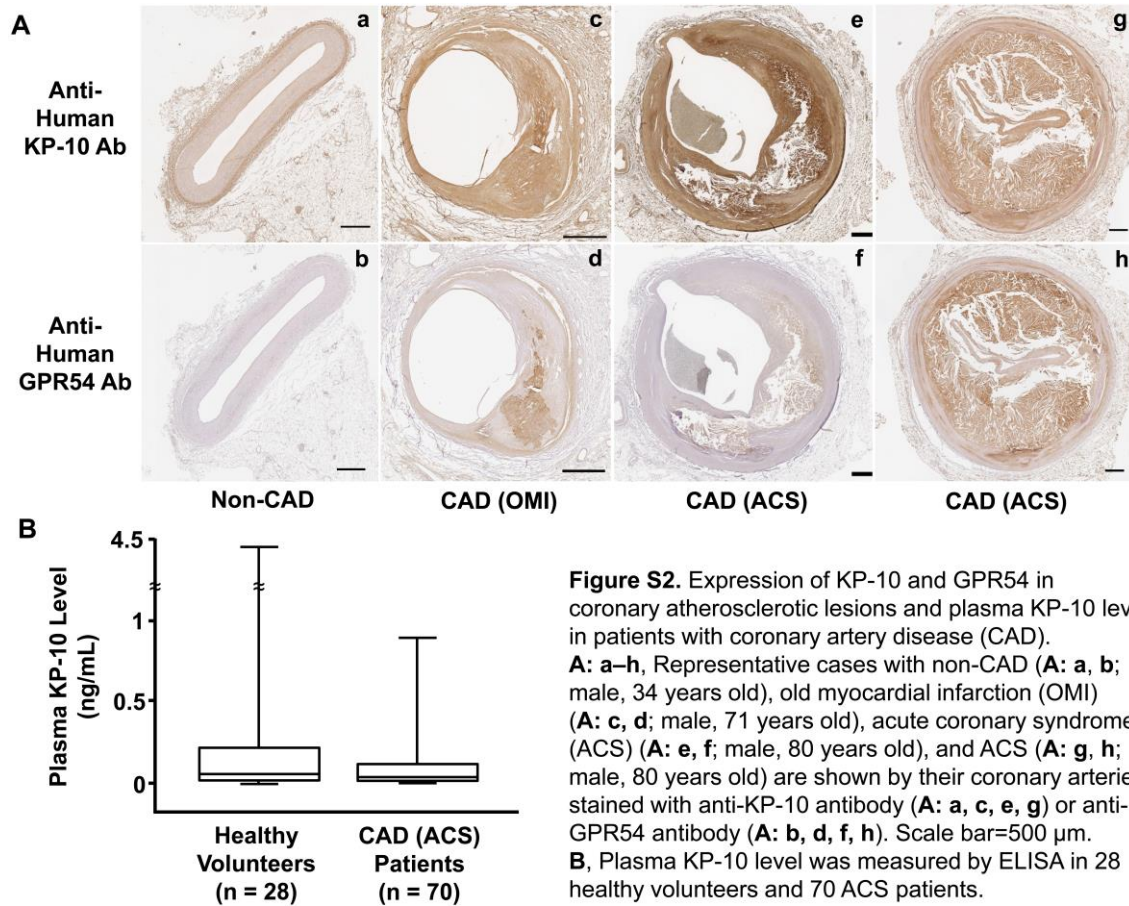 A
Anti-
Human
KP-10 Ab
a
c
e
g
Anti-
Human
GPR54 Ab
b
d
f
h
Non-CAD
CAD (OMI)
CAD (ACS)
CAD (ACS)
B
Plasma KP-10 Level
(ng/mL)
4.5
1
0.5
0
Healthy
Volunteers
(n = 28)
CAD (ACS)
Patients
(n = 70)
Figure S2. Expression of KP-10 and GPR54 in
coronary atherosclerotic lesions and plasma KP-10 lev
in patients with coronary artery disease (CAD).
A: a–h, Representative cases with non-CAD (A: a, b;
male, 34 years old), old myocardial infarction (OMI)
(A: c, d; male, 71 years old), acute coronary syndrome
(ACS) (A: e, f; male, 80 years old), and ACS (A: g, h;
male, 80 years old) are shown by their coronary arterie
stained with anti-KP-10 antibody (A: a, c, e, g) or anti-
GPR54 antibody (A: b, d, f, h). Scale bar=500 µm.
B, Plasma KP-10 level was measured by ELISA in 28
healthy volunteers and 70 ACS patients.